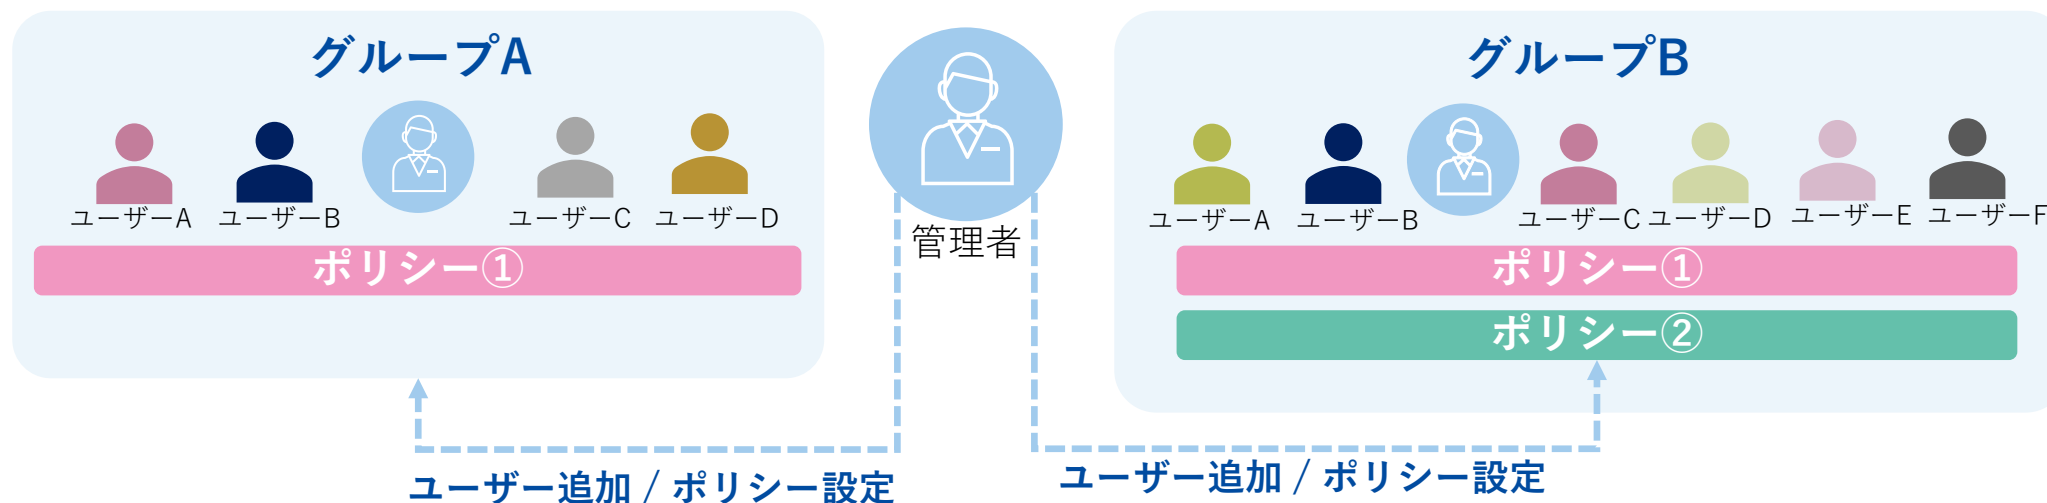 グループA
ユーザーA
ユーザーB
ユーザーC
ユーザーD
ポリシー①
管理者
グループB
ユーザーA
ユーザーB
ユーザーC
ユーザーD
ユーザーE
ユーザーF
ポリシー①
ポリシー②
ユーザー追加 / ポリシー設定
ユーザー追加 / ポリシー設定